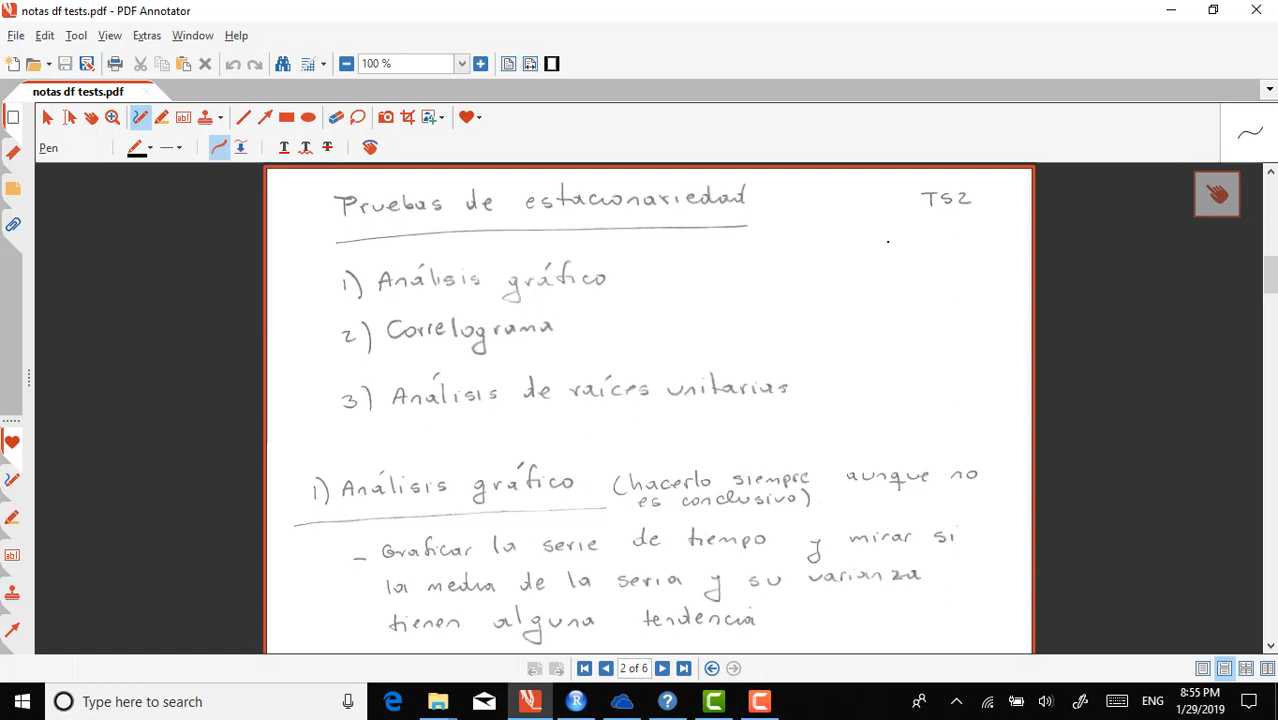 notas df tests.pdf - PDF Annotator
File Edit Tool View Extras Window Help
100 %
notas df tests.pdf
Pen
Pruebas de estacionariedad TS2
1) Análisis gráfico
2) Correlograma
3) Análisis de raíces unitarias
1) Análisis gráfico (hacerlo siempre aunque no
es conclusivo)
- Graficar la serie de tiempo y mirar si
la media de la seria y su varianza
tienen alguna tendencia
2 of 6
Type here to search
ENG
8:55 PM
1/29/2019